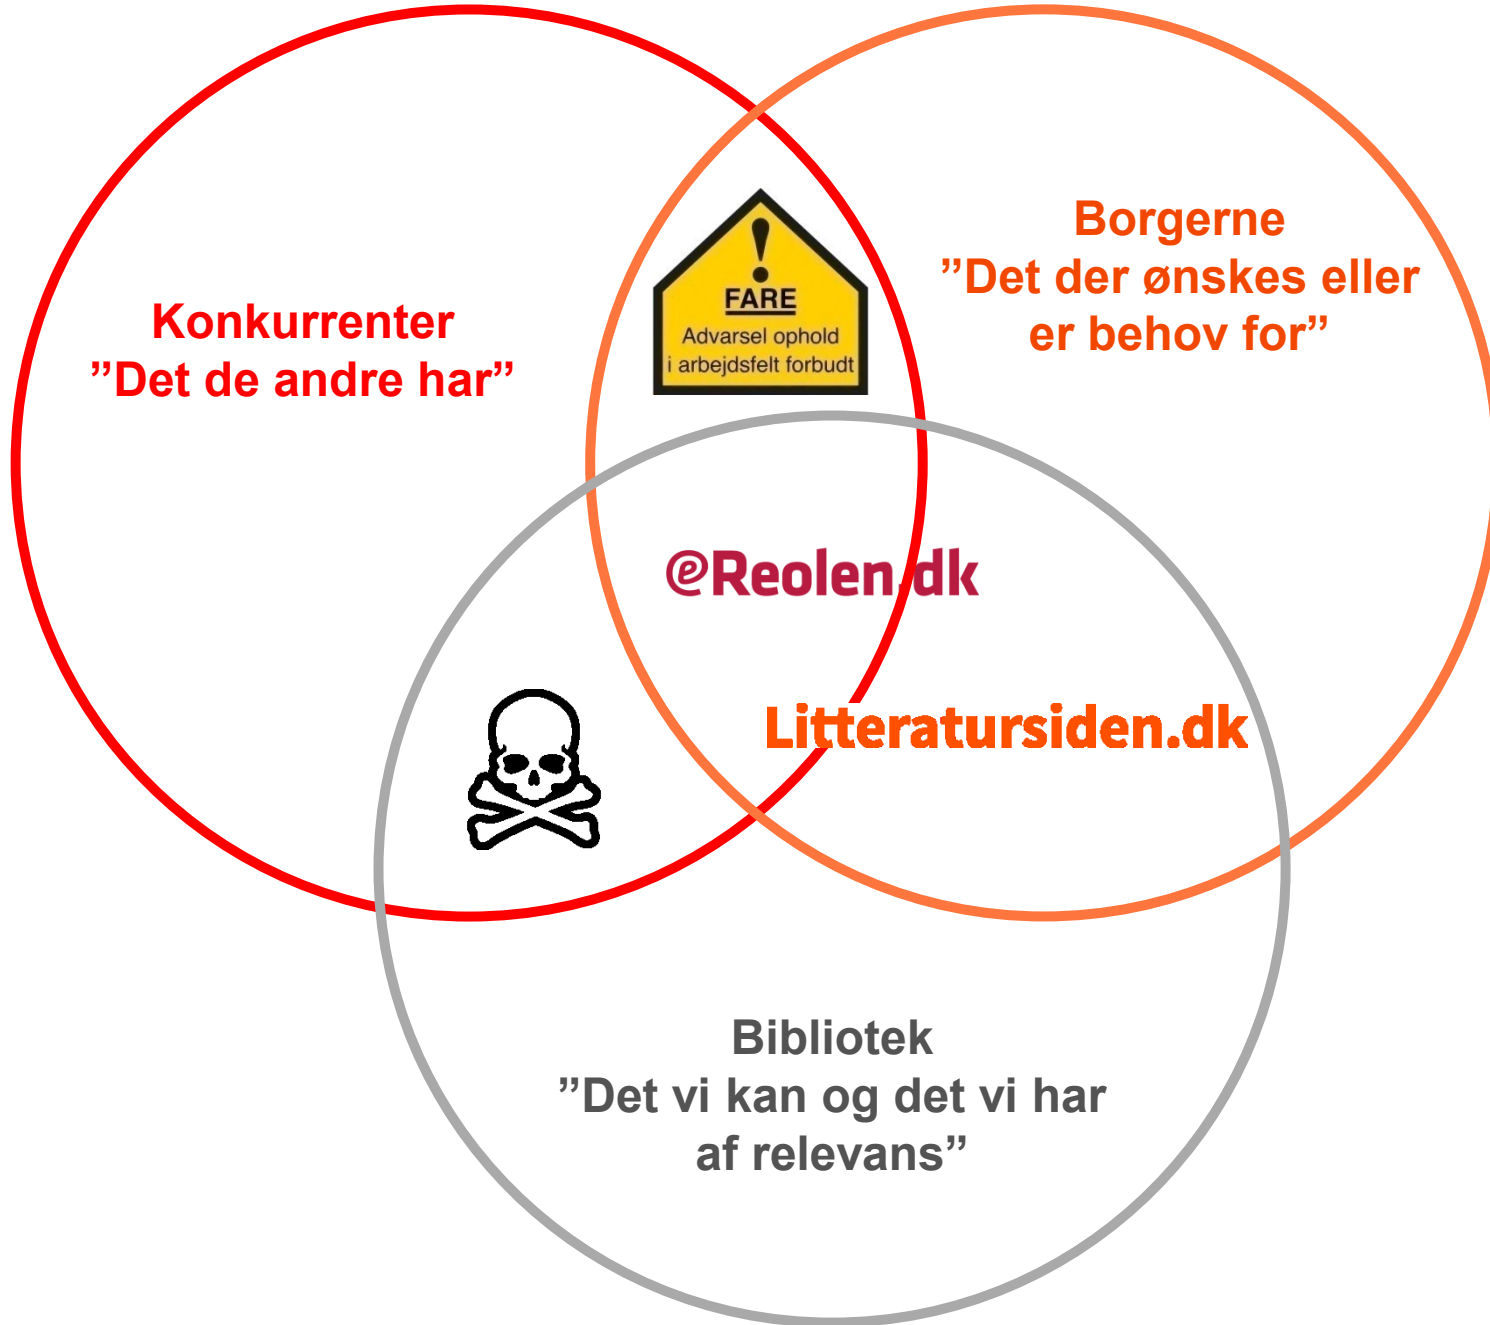 Konkurrenter
”Det de andre har”
!
FARE
Advarsel ophold
i arbejdsfelt forbudt
Borgerne
”Det der ønskes eller
er behov for”
eReolen.dk
Litteratursiden.dk
Bibliotek
”Det vi kan og det vi har
af relevans”